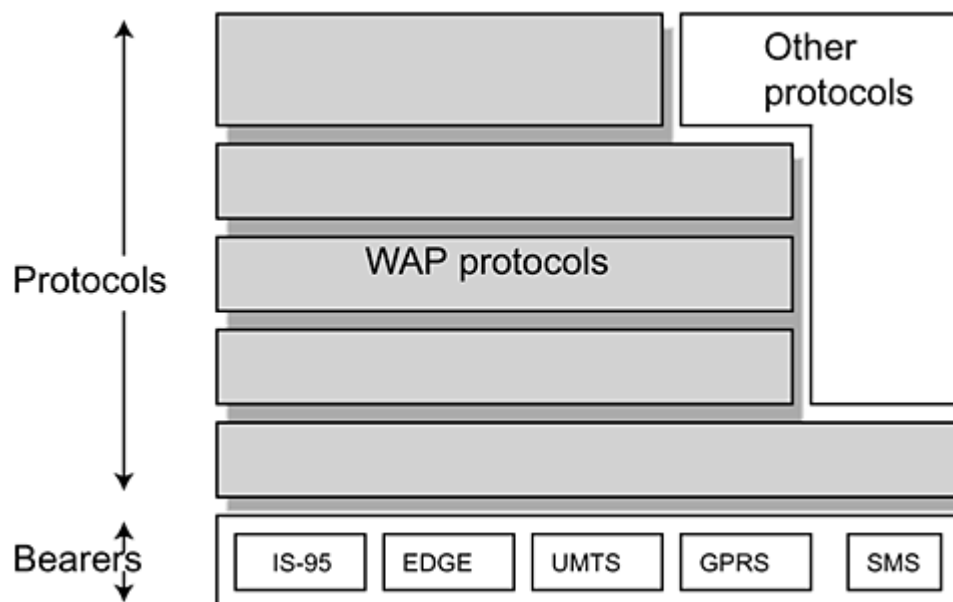 Other
protocols
WAP protocols
Protocols
Bearers
IS-95
EDGE
UMTS
GPRS
SMS